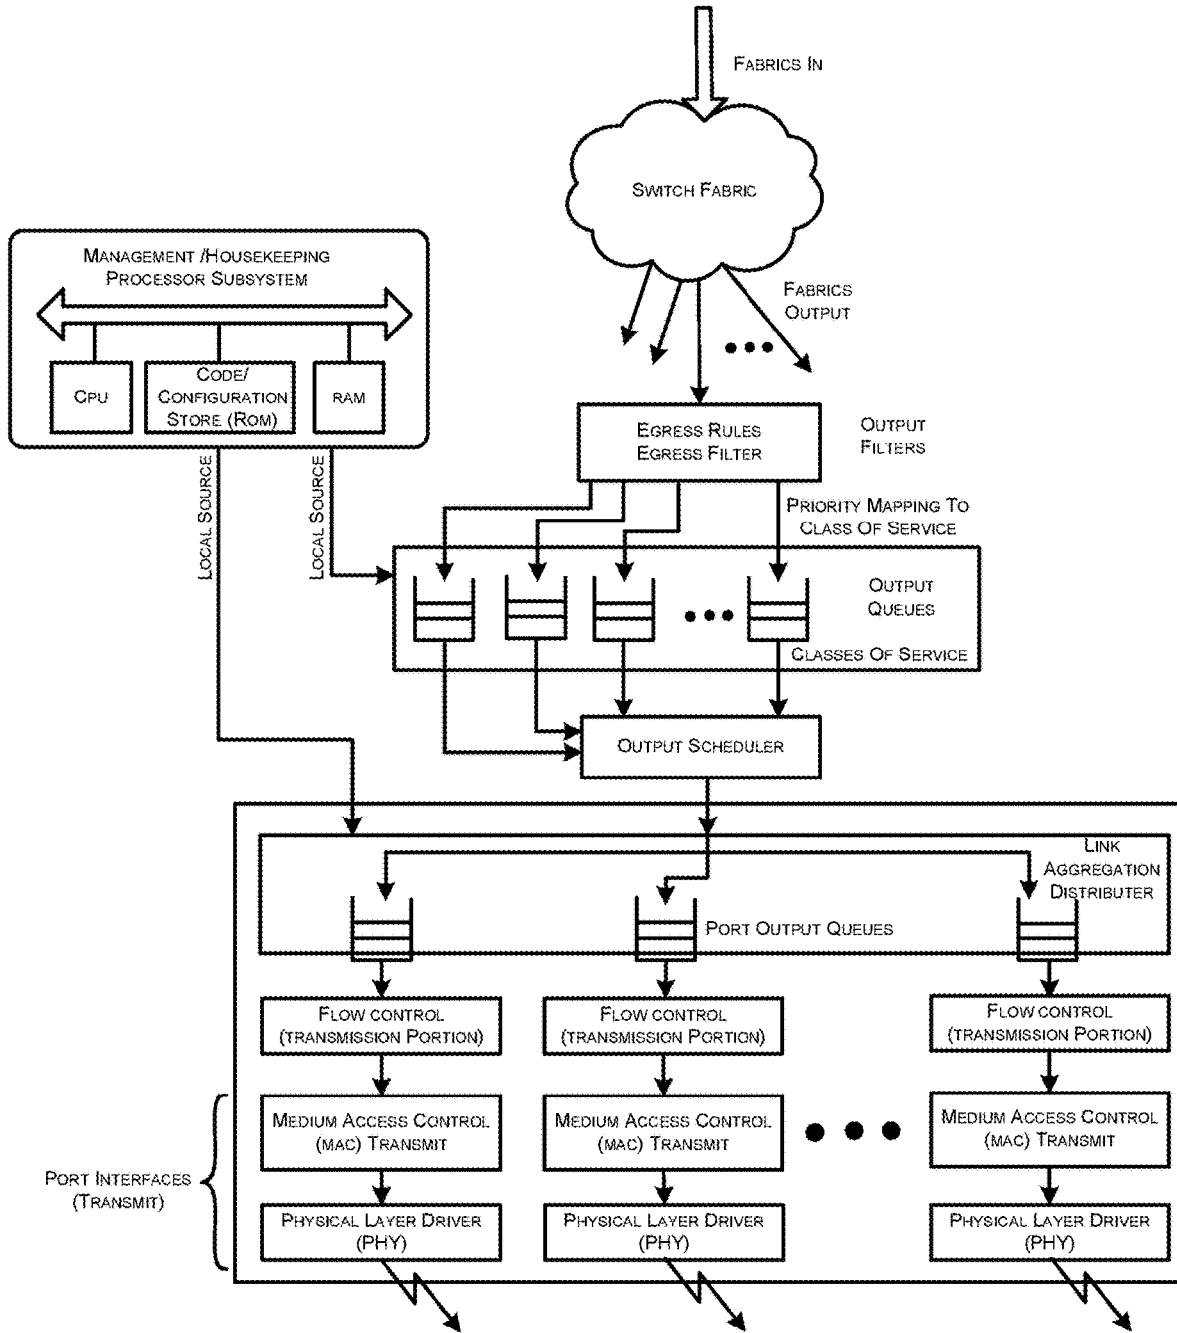 FABRICS IN
SWITCH FABRIC
MANAGEMENT /HOUSEKEEPING
PROCESSOR SUBSYSTEM
FABRICS
OUTPUT
CPU
CODE/
CONFIGURATION
STORE (ROM)
RAM
EGRESS RULES
EGRESS FILTER
OUTPUT
FILTERS
LOCAL SOURCE
LOCAL SOURCE
PRIORITY MAPPING TO
CLASS OF SERVICE
OUTPUT
QUEUES
CLASSES OF SERVICE
OUTPUT SCHEDULER
LINK
AGGREGATION
DISTRIBUTER
PORT OUTPUT QUEUES
FLOW CONTROL
(TRANSMISSION PORTION)
FLOW CONTROL
(TRANSMISSION PORTION)
FLOW CONTROL
(TRANSMISSION PORTION)
MEDIUM ACCESS CONTROL
(MAC) TRANSMIT
MEDIUM ACCESS CONTROL
(MAC) TRANSMIT
MEDIUM ACCESS CONTROL
(MAC) TRANSMIT
PORT INTERFACES
(TRANSMIT)
PHYSICAL LAYER DRIVER
(PHY)
PHYSICAL LAYER DRIVER
(PHY)
PHYSICAL LAYER DRIVER
(PHY)